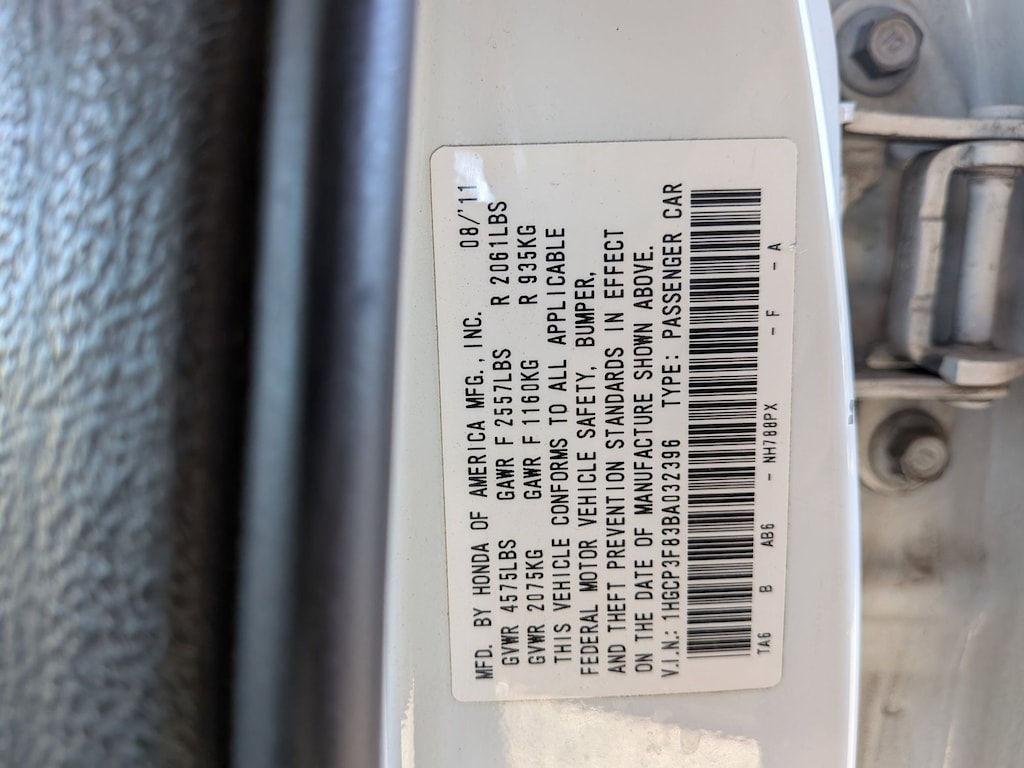 MFD. BY HONDA OF AMERICA MFG., INC. 08/'11
GVWR 4575LBS GAWR F 2557LBS R 2061LBS
GVWR 2075KG GAWR F 1160KG R 935KG
THIS VEHICLE CONFORMS TO ALL APPLICABLE
FEDERAL MOTOR VEHICLE SAFETY, BUMPER,
AND THEFT PREVENTION STANDARDS IN EFFECT
ON THE DATE OF MANUFACTURE SHOWN ABOVE.
V.I.N.: 1HGCP3F83BA032396 TYPE: PASSENGER CAR
TA6 B AB6 - NH788PX - F - A